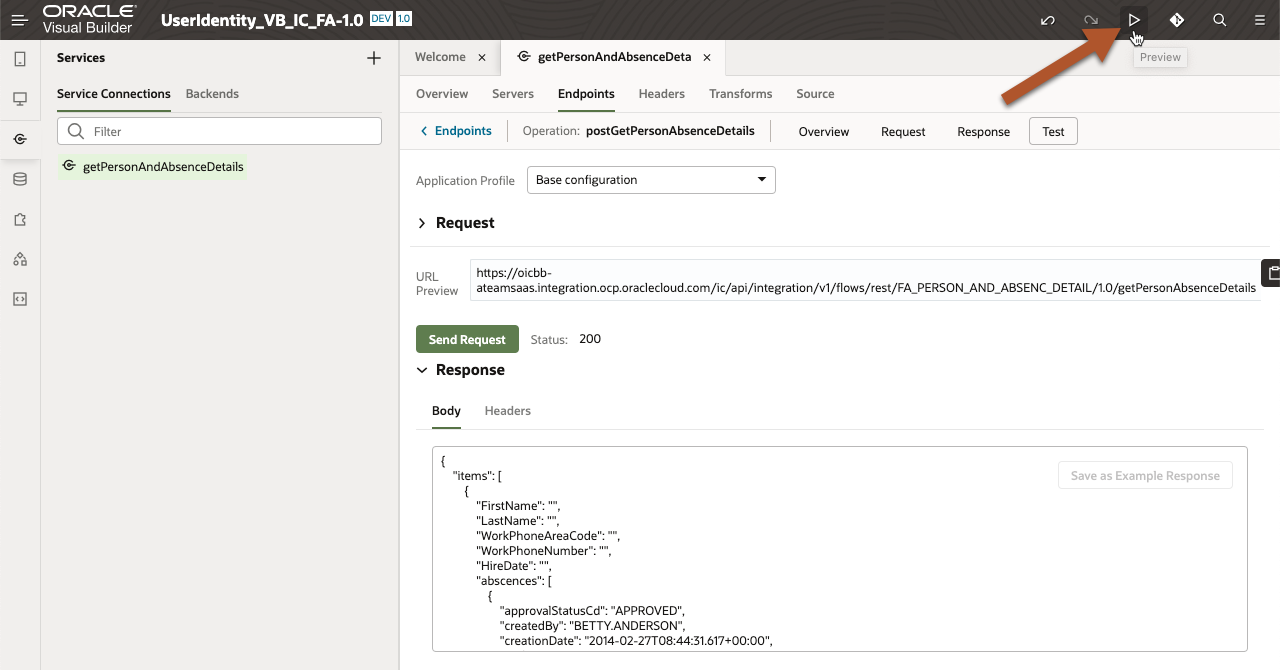 ORACLE
Visual Builder
UserIdentity_VB_IC_FA-1.0 DEV 1.0
Preview
Services
Service Connections Backends
Filter
getPersonAndAbsenceDetails
Welcome getPersonAndAbsenceDeta
Overview Servers Endpoints Headers Transforms Source
Endpoints Operation: postGetPersonAbsenceDetails Overview Request Response Test
Application Profile Base configuration
Request
URL
Preview
https://oicbb-
ateamsaas.integration.ocp.oraclecloud.com/ic/api/integration/v1/flows/rest/FA_PERSON_AND_ABSENC_DETAIL/1.0/getPersonAbsenceDetails
Send Request Status: 200
Response
Body Headers
Save as Example Response
{
"items": [
{
"FirstName": "",
"LastName": "",
"WorkPhoneAreaCode": "",
"WorkPhoneNumber": "",
"HireDate": "",
"abscences": [
{
"approvalStatusCd": "APPROVED",
"createdBy": "BETTY.ANDERSON",
"creationDate": "2014-02-27T08:44:31.617+00:00",